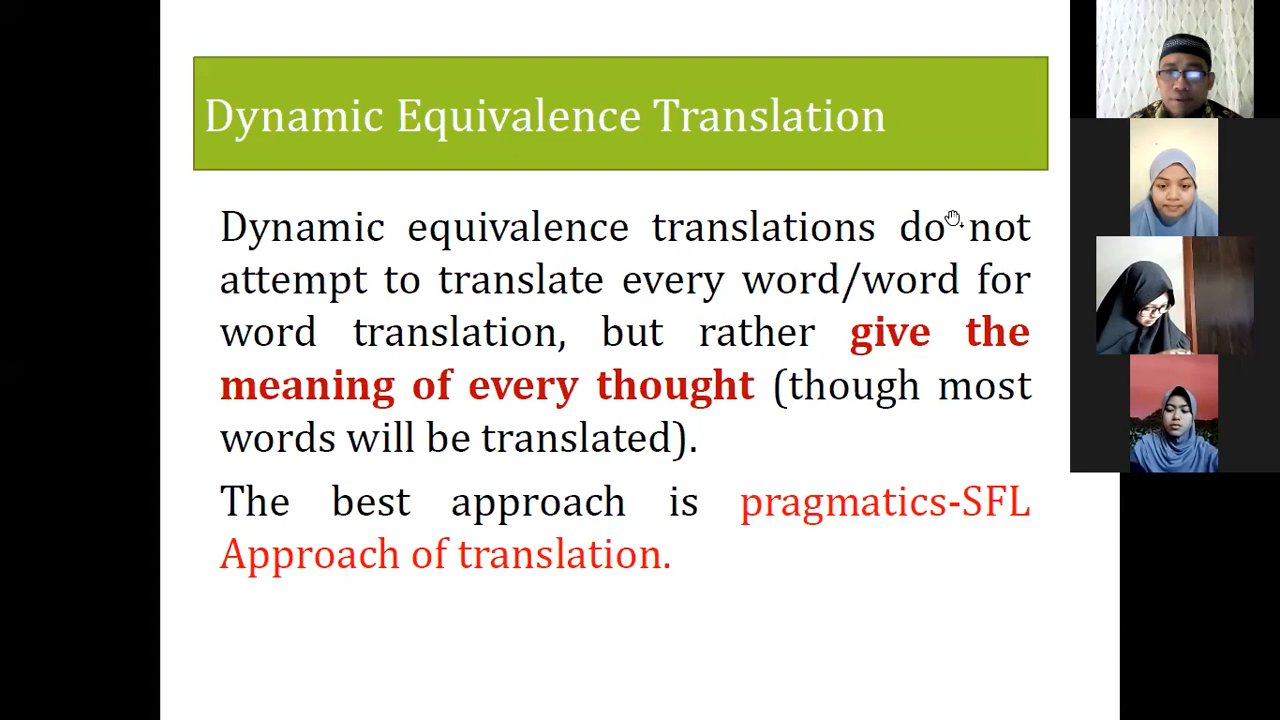 Dynamic Equivalence Translation
Dynamic equivalence translations do not
attempt to translate every word/word for
word translation, but rather give the
meaning of every thought (though most
words will be translated).
The best approach is pragmatics-SFL
Approach of translation.